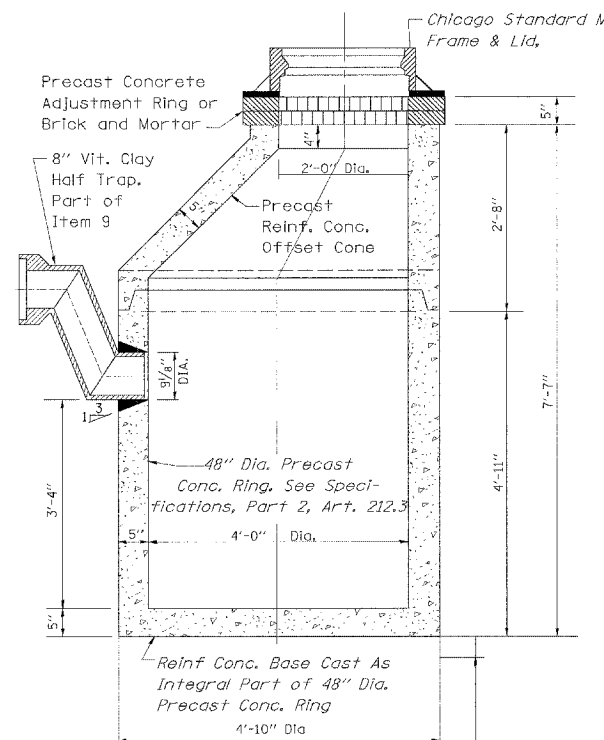 Chicago Standard M
Frame & Lid,
Precast Concrete
Adjustment Ring or
Brick and Mortar
8" Vit. Clay
Half Trap.
Part of
Item 9
5"
4"
2'-0" Dia.
5"
Precast
Reinf. Conc.
Offset Cone
2'-8"
9 1/8"
DIA.
3
1
7'-7"
4'-11"
3'-4"
48" Dia. Precast
Conc. Ring. See Speci-
fications, Part 2, Art. 212.3
5"
4'-0" Dia.
5"
Reinf Conc. Base Cast As
Integral Part of 48" Dia.
Precast Conc. Ring
4'-10" Dia